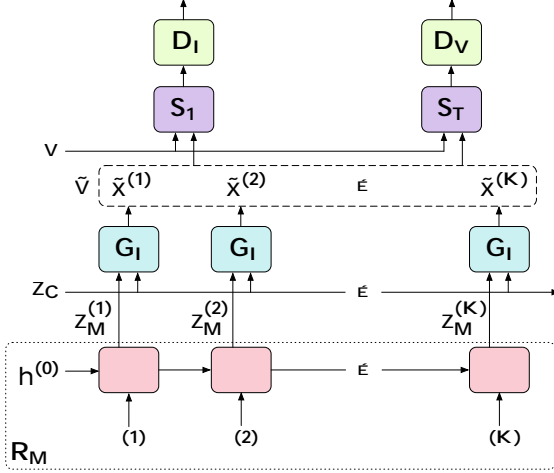 D_I D_V
S_1 S_T
v
ṽ x̃^(1) x̃^(2) É x̃^(K)
G_I G_I G_I
z_C É
z_M^(1) z_M^(2) z_M^(K)
h^(0) É
(1) (2) (K)
R_M